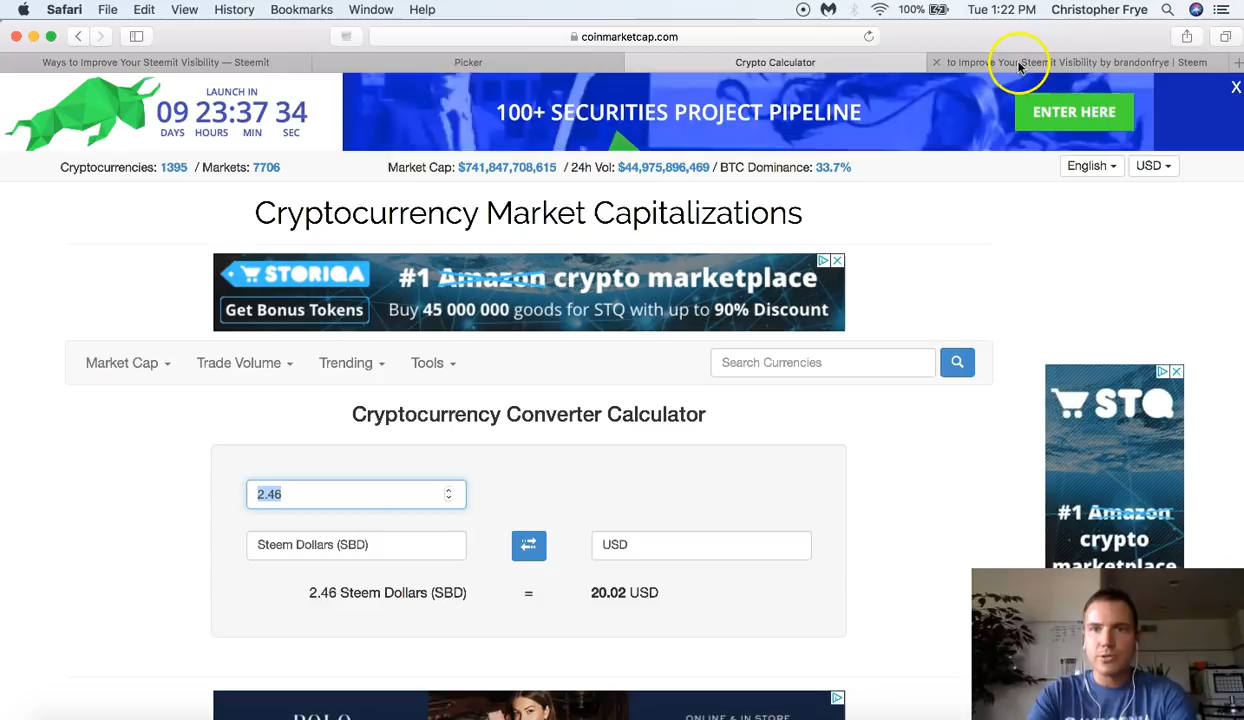 Safari File Edit View History Bookmarks Window Help 100% Tue 1:22 PM Christopher Frye
coinmarketcap.com
Ways to Improve Your Steemit Visibility — Steemit Picker Crypto Calculator to Improve Your Steemit Visibility by brandonfrye | Steem
LAUNCH IN
09 23:37 34
DAYS HOURS MIN SEC
100+ SECURITIES PROJECT PIPELINE
ENTER HERE
X
Cryptocurrencies: 1395 / Markets: 7706 Market Cap: $741,847,708,615 / 24h Vol: $44,975,896,469 / BTC Dominance: 33.7% English USD
Cryptocurrency Market Capitalizations
STORIQA #1 Amazon crypto marketplace
Get Bonus Tokens Buy 45 000 000 goods for STQ with up to 90% Discount
Market Cap Trade Volume Trending Tools Search Currencies
Cryptocurrency Converter Calculator
2.46
Steem Dollars (SBD) USD
2.46 Steem Dollars (SBD) = 20.02 USD
STQ
#1 Amazon
crypto
marketplace
POLO
ONLINE & IN STORE